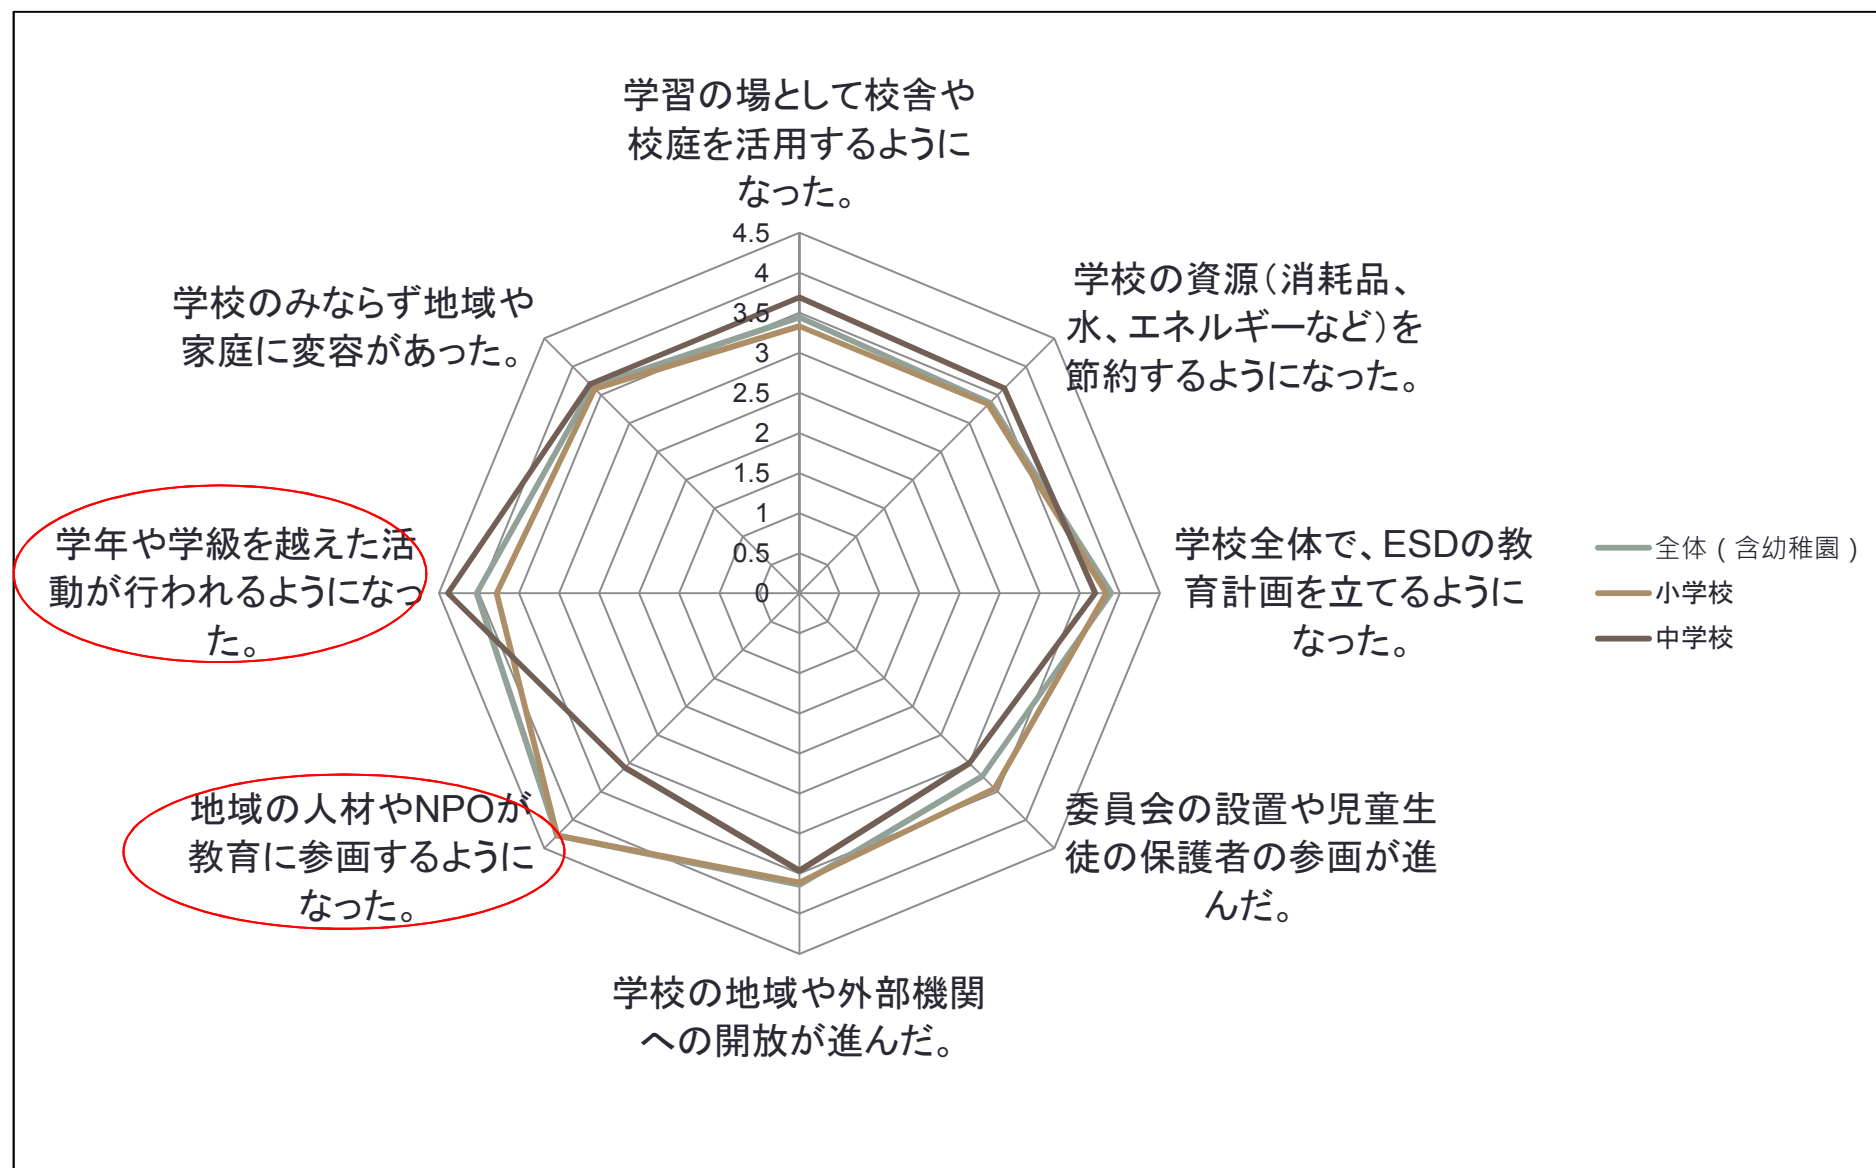 学習の場として校舎や
校庭を活用するように
なった。
学校のみならず地域や
家庭に変容があった。
学校の資源（消耗品、
水、エネルギーなど）を
節約するようになった。
4.5
4
3.5
3
2.5
2
1.5
1
0.5
0
学年や学級を越えた活
動が行われるようになっ
た。
学校全体で、ESDの教
育計画を立てるように
なった。
全体（含幼稚園）
小学校
中学校
地域の人材やNPOが
教育に参画するように
なった。
委員会の設置や児童生
徒の保護者の参画が進
んだ。
学校の地域や外部機関
への開放が進んだ。